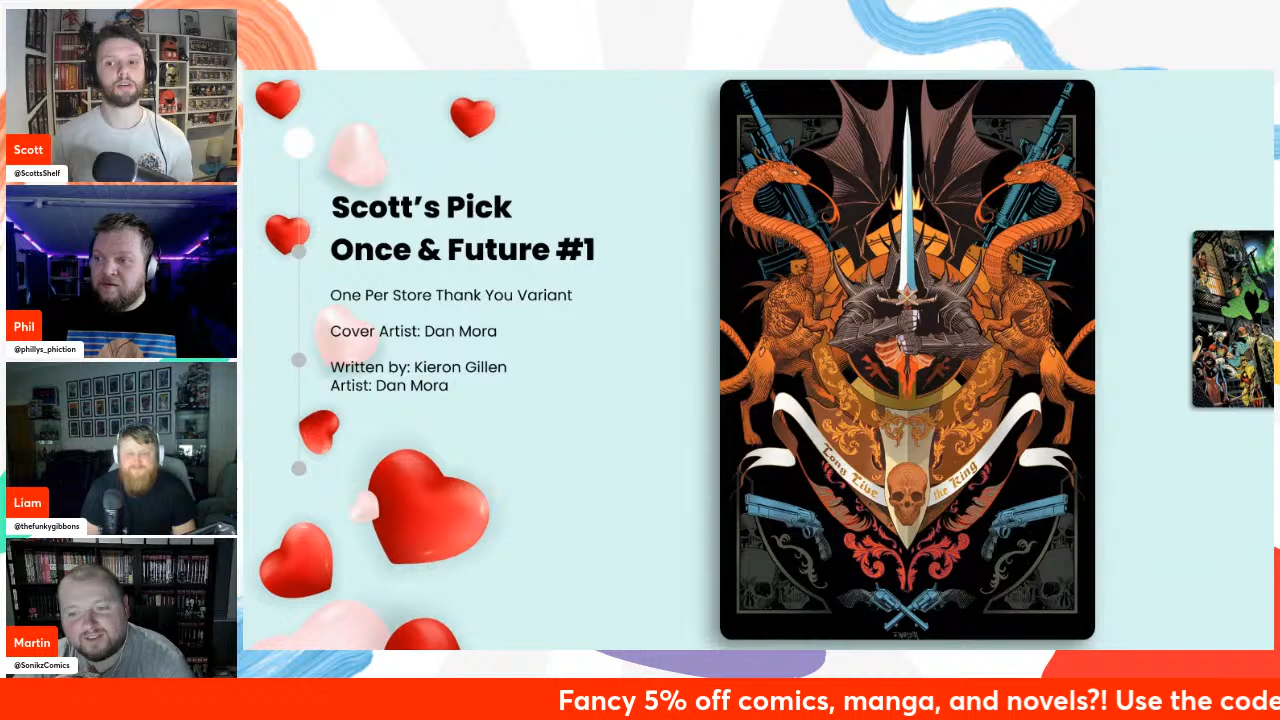 Scott
@ScottsShelf
Phil
@phillys_phiction
Liam
@thefunkygibbons
Martin
@SonikzComics
Scott's Pick
Once & Future #1
One Per Store Thank You Variant
Cover Artist: Dan Mora
Written by: Kieron Gillen
Artist: Dan Mora
Long Live
the King
Fancy 5% off comics, manga, and novels?! Use the code